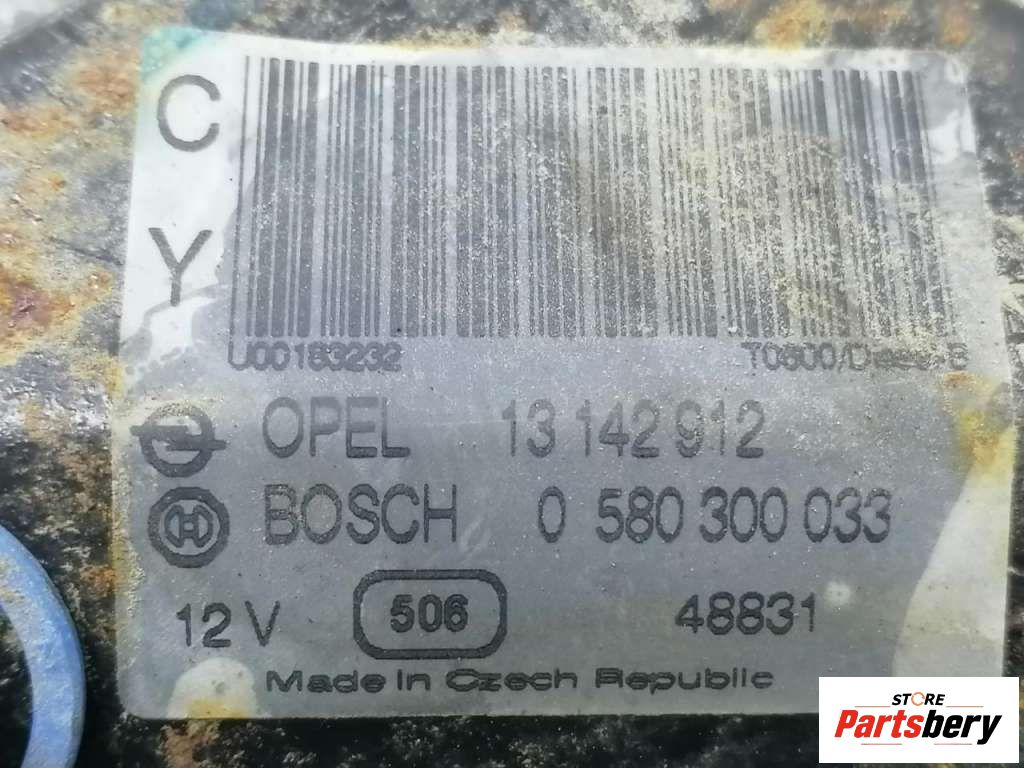 C
Y
U00183232
OPEL 13 142 912
BOSCH 0 580 300 033
12 V 506 48831
Made in Czech Republic
STORE
Partsbery